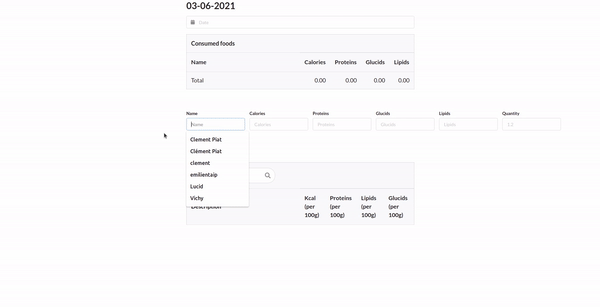 03-06-2021
Date
Consumed foods
Name Calories Proteins Glucids Lipids
Total 0.00 0.00 0.00 0.00
Name Calories Proteins Glucids Lipids Quantity
Name Calories Proteins Glucids Lipids 1.2
Clement Piat
Clément Piat
clement
emilientaip
Lucid
Vichy
Description Kcal (per 100g) Proteins (per 100g) Lipids (per 100g) Glucids (per 100g)